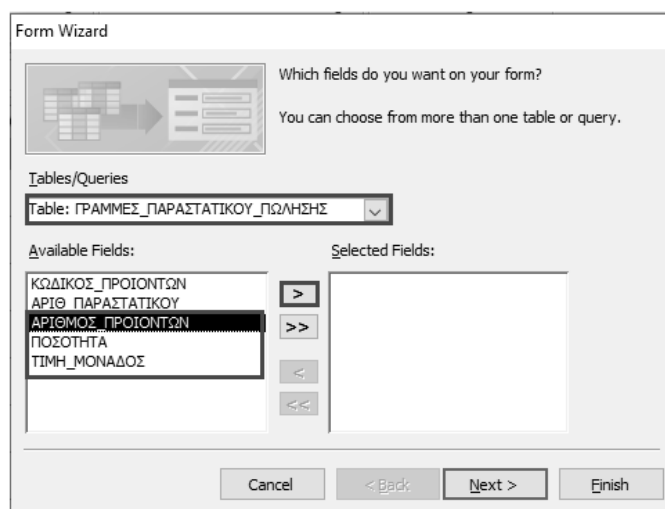 Form Wizard
Which fields do you want on your form?
You can choose from more than one table or query.
Tables/Queries
Table: ΓΡΑΜΜΕΣ_ΠΑΡΑΣΤΑΤΙΚΟΥ_ΠΩΛΗΣΗΣ
Available Fields:
Selected Fields:
ΚΩΔΙΚΟΣ_ΠΡΟΙΟΝΤΩΝ
ΑΡΙΘ_ΠΑΡΑΣΤΑΤΙΚΟΥ
ΑΡΙΘΜΟΣ_ΠΡΟΙΟΝΤΩΝ
ΠΟΣΟΤΗΤΑ
ΤΙΜΗ_ΜΟΝΑΔΟΣ
>
>>
<
<<
Cancel
< Back
Next >
Finish